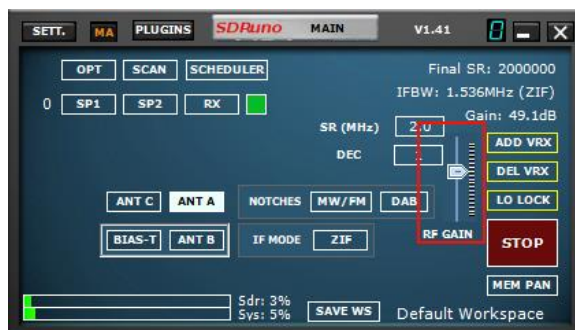 SETT. MA PLUGINS SDRuno MAIN V1.41 0
OPT SCAN SCHEDULER Final SR: 2000000
IFBW: 1.536MHz (ZIF)
0 SP1 SP2 RX Gain: 49.1dB
SR (MHz) 2.0
ADD VRX
DEC 1
DEL VRX
ANT C ANT A NOTCHES MW/FM DAB LO LOCK
BIAS-T ANT B IF MODE ZIF RF GAIN STOP
MEM PAN
Sdr: 3%
Sys: 5% SAVE WS Default Workspace